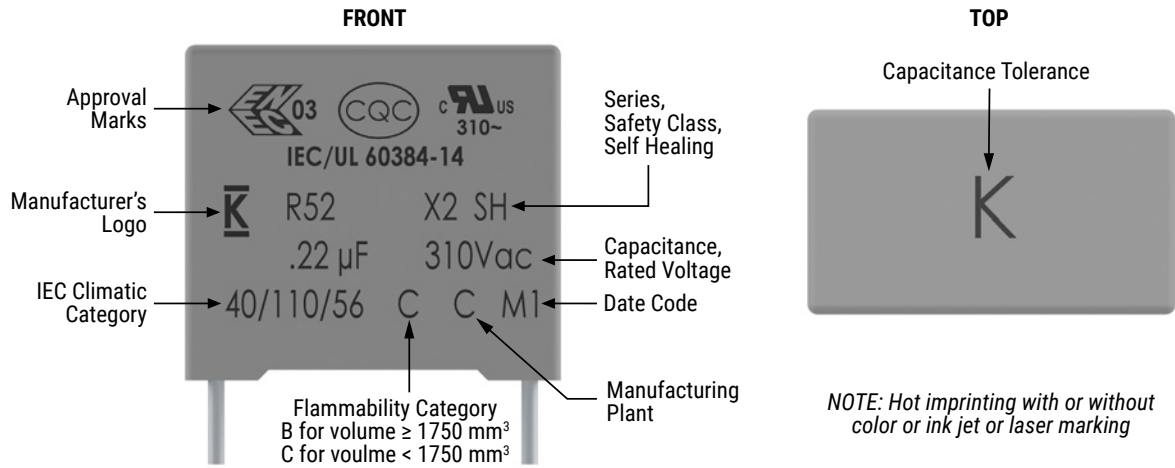 FRONT
TOP
Approval
Marks
EN
EC
03
CQC
C RU US
310~
IEC/UL 60384-14
Manufacturer's
Logo
K R52 X2 SH
.22 µF 310Vac
IEC Climatic
Category
40/110/56 C C M1
Series,
Safety Class,
Self Healing
Capacitance,
Rated Voltage
Date Code
Flammability Category
B for volume ≥ 1750 mm³
C for voulme < 1750 mm³
Manufacturing
Plant
Capacitance Tolerance
K
NOTE: Hot imprinting with or without
color or ink jet or laser marking